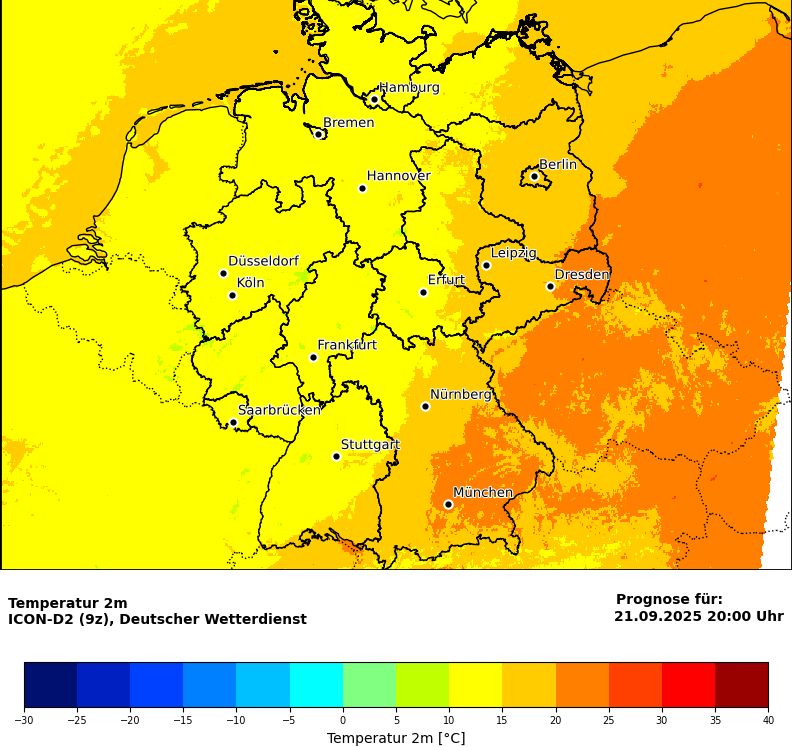 Hamburg
Bremen
Berlin
Hannover
Leipzig
Düsseldorf
Dresden
Köln
Erfurt
Frankfurt
Nürnberg
Saarbrücken
Stuttgart
München
Temperatur 2m
ICON-D2 (9z), Deutscher Wetterdienst
Prognose für:
21.09.2025 20:00 Uhr
−30 −25 −20 −15 −10 −5 0 5 10 15 20 25 30 35 40
Temperatur 2m [°C]